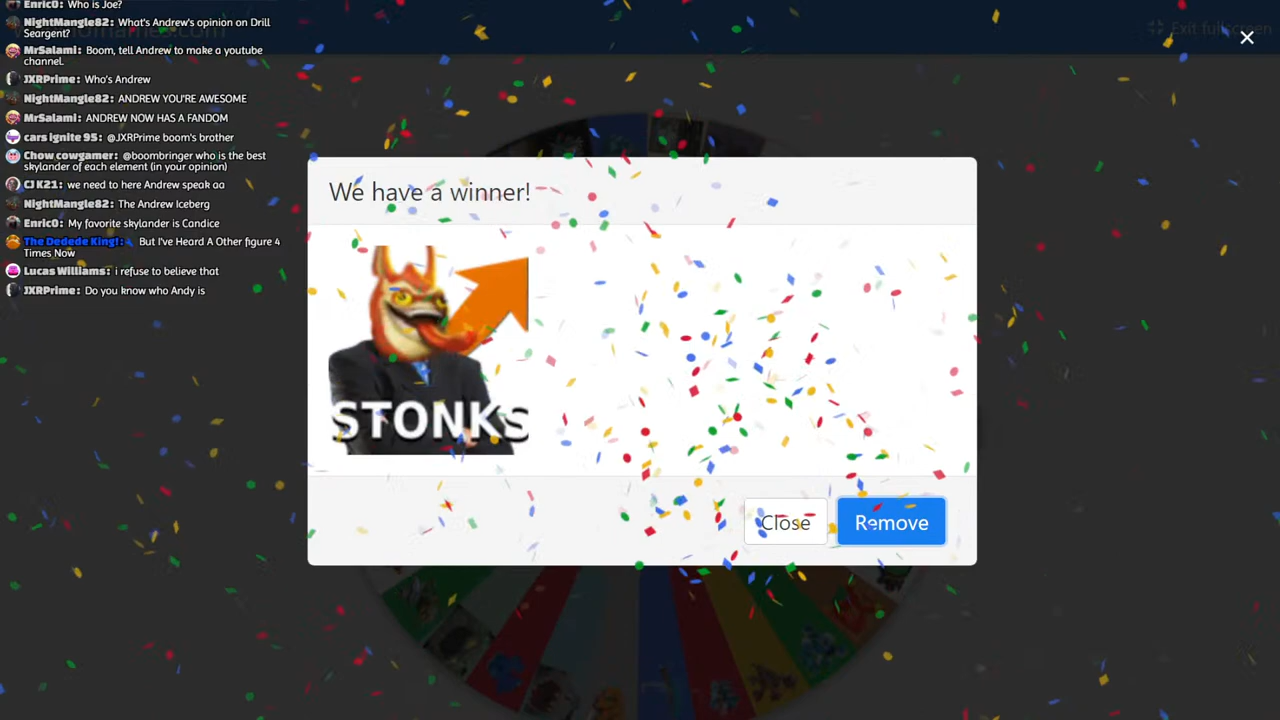 EnricO: Who is Joe?
NightMangle82: What's Andrew's opinion on Drill
Seargent?
MrSalami: Boom, tell Andrew to make a youtube
channel.
JXRPrime: Who's Andrew
NightMangle82: ANDREW YOU'RE AWESOME
MrSalami: ANDREW NOW HAS A FANDOM
cars ignite 95: @JXRPrime boom's brother
Chow cowgamer: @boombringer who is the best
skylander of each element (in your opinion)
CJ K21: we need to here Andrew speak aa
NightMangle82: The Andrew Iceberg
EnricO: My favorite skylander is Candice
The Dedede King!: But I've Heard A Other figure 4
Times Now
Lucas Williams: i refuse to believe that
JXRPrime: Do you know who Andy is
Exit fullscreen
We have a winner!
STONKS
Close
Remove